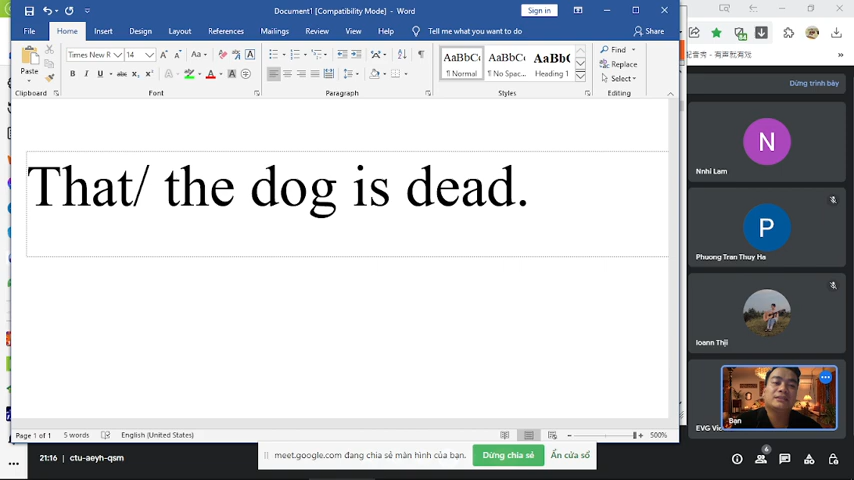 Document1 [Compatibility Mode] - Word
Sign in
File Home Insert Design Layout References Mailings Review View Help Tell me what you want to do Share
Paste
Times New R 14
Clipboard Font Paragraph Styles Editing
AaBbCc AaBbCc AaBbC
¶ Normal ¶ No Spac... Heading 1
Find
Replace
Select
That/ the dog is dead.
Page 1 of 1 5 words English (United States) 500%
meet.google.com đang chia sẻ màn hình của bạn. Dừng chia sẻ Ẩn cửa sổ
21:16 ctu-aeyh-qsm
Dừng trình bày
N
Nnhi Lam
P
Phuong Tran Thuy Ha
Ioann Thịi
Bạn
6